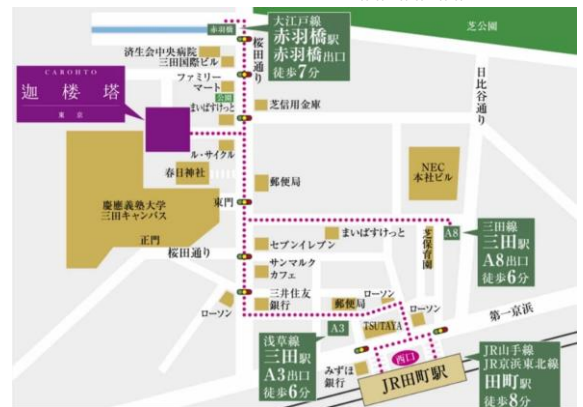 大江戸線
赤羽橋駅
赤羽橋出口
徒歩7分
赤羽橋
芝公園
済生会中央病院
三田国際ビル
桜田通り
日比谷通り
CABOHTO
迦楼塔
東京
ファミリー
マート
公園
まいばすけっと
芝信用金庫
ル・サイクル
春日神社
郵便局
NEC
本社ビル
慶應義塾大学
三田キャンパス
東門
三田線
三田駅
A8出口
徒歩6分
A8
まいばすけっと
芝保育園
正門
桜田通り
セブンイレブン
サンマルク
カフェ
三井住友
銀行
ローソン
郵便局
ローソン
ローソン
第一京浜
TSUTAYA
A3
浅草線
三田駅
A3出口
徒歩6分
みずほ
銀行
西口
JR田町駅
JR山手線
JR京浜東北線
田町駅
徒歩8分